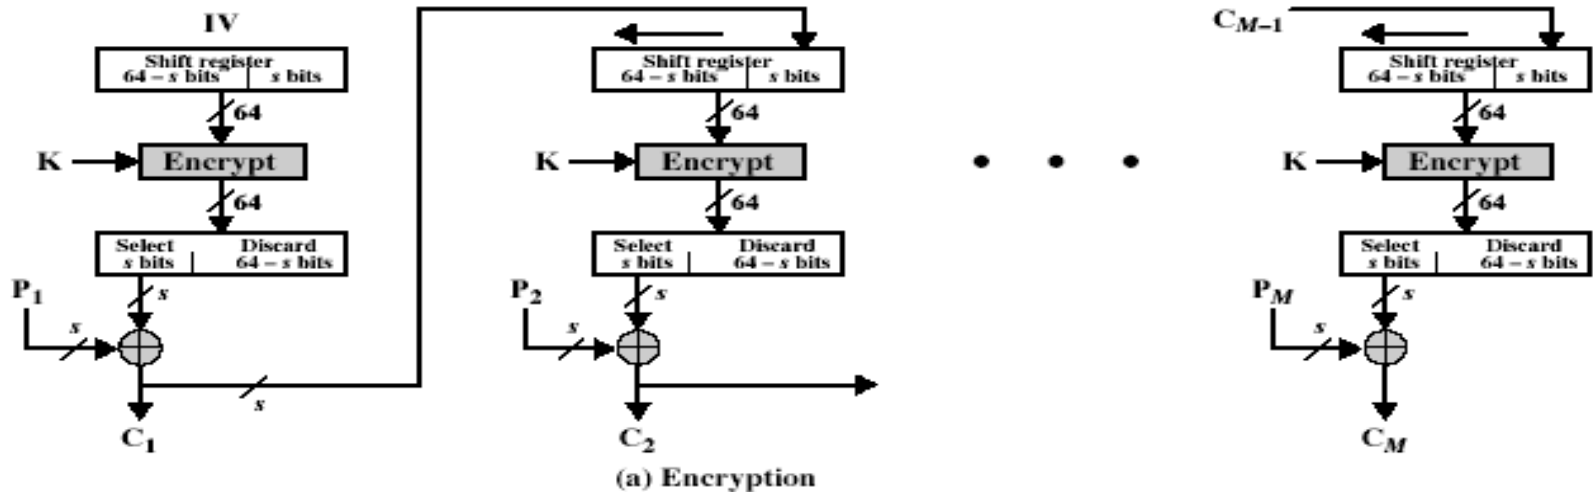 IV
Shift register
64 – s bits | s bits
64
K
Encrypt
64
Select Discard
s bits | 64 – s bits
P1
s
s
s
C1
Shift register
64 – s bits | s bits
64
K
Encrypt
64
Select Discard
s bits | 64 – s bits
P2
s
s
C2
• • •
CM–1
Shift register
64 – s bits | s bits
64
K
Encrypt
64
Select Discard
s bits | 64 – s bits
PM
s
s
CM
(a) Encryption